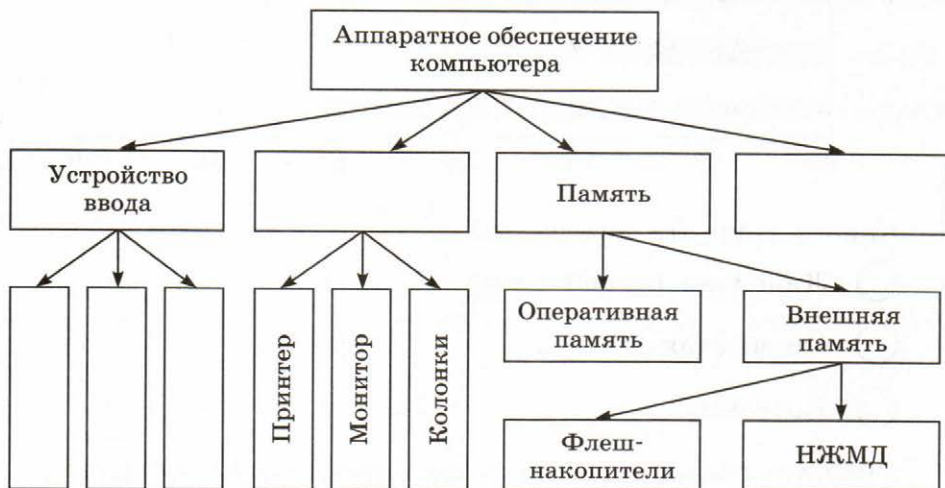 Аппаратное обеспечение
компьютера
Устройство
ввода
Память
Принтер
Монитор
Колонки
Оперативная
память
Внешняя
память
Флеш-
накопители
НЖМД